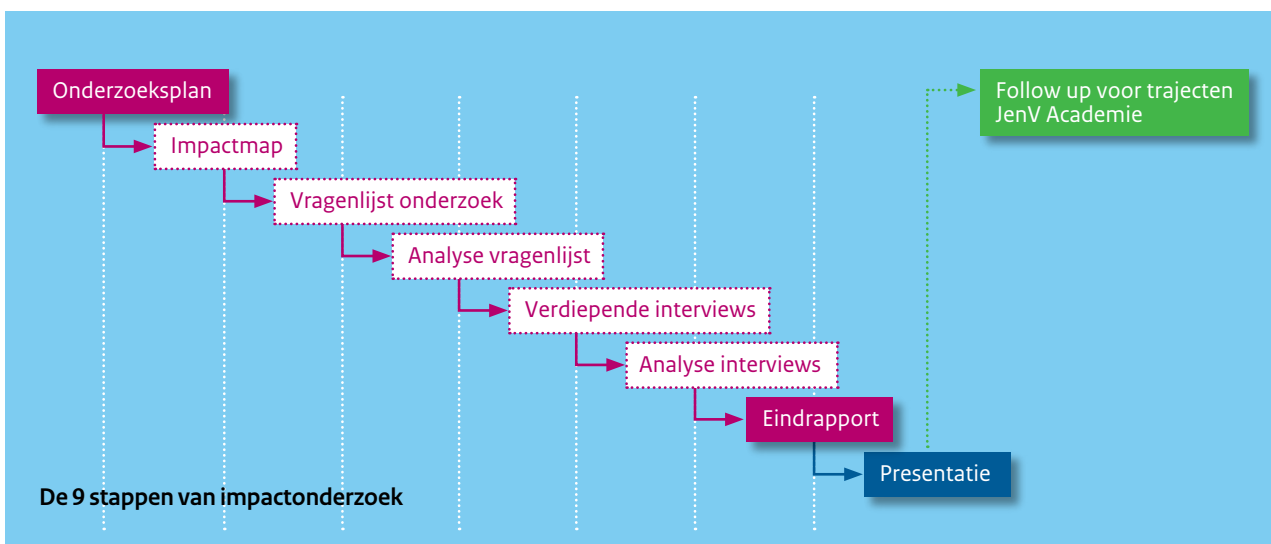 Onderzoeksplan
Impactmap
Vragenlijst onderzoek
Analyse vragenlijst
Verdiepende interviews
Analyse interviews
Eindrapport
Presentatie
Follow up voor trajecten
JenV Academie
De 9 stappen van impactonderzoek